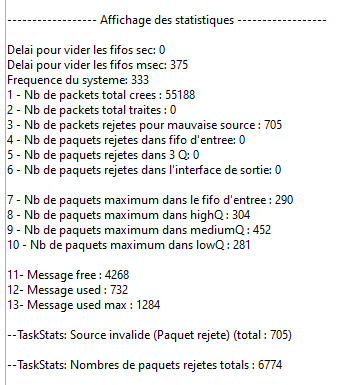 ------------------ Affichage des statistiques ------------------
Delai pour vider les fifos sec: 0
Delai pour vider les fifos msec: 375
Frequence du systeme: 333
1 - Nb de packets total crees : 55188
2 - Nb de packets total traites : 0
3 - Nb de packets rejetes pour mauvaise source : 705
4 - Nb de paquets rejetes dans fifo d'entree: 0
5 - Nb de paquets rejetes dans 3 Q: 0
6 - Nb de paquets rejetes dans l'interface de sortie: 0
7 - Nb de paquets maximum dans le fifo d'entree : 290
8 - Nb de paquets maximum dans highQ : 304
9 - Nb de paquets maximum dans mediumQ : 452
10 - Nb de paquets maximum dans lowQ : 281
11- Message free : 4268
12- Message used : 732
13- Message used max : 1284
--TaskStats: Source invalide (Paquet rejete) (total : 705)
--TaskStats: Nombres de paquets rejetes totals : 6774